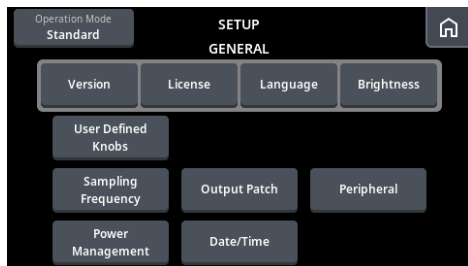 Operation Mode
Standard
SETUP
GENERAL
Version
License
Language
Brightness
User Defined
Knobs
Sampling
Frequency
Output Patch
Peripheral
Power
Management
Date/Time